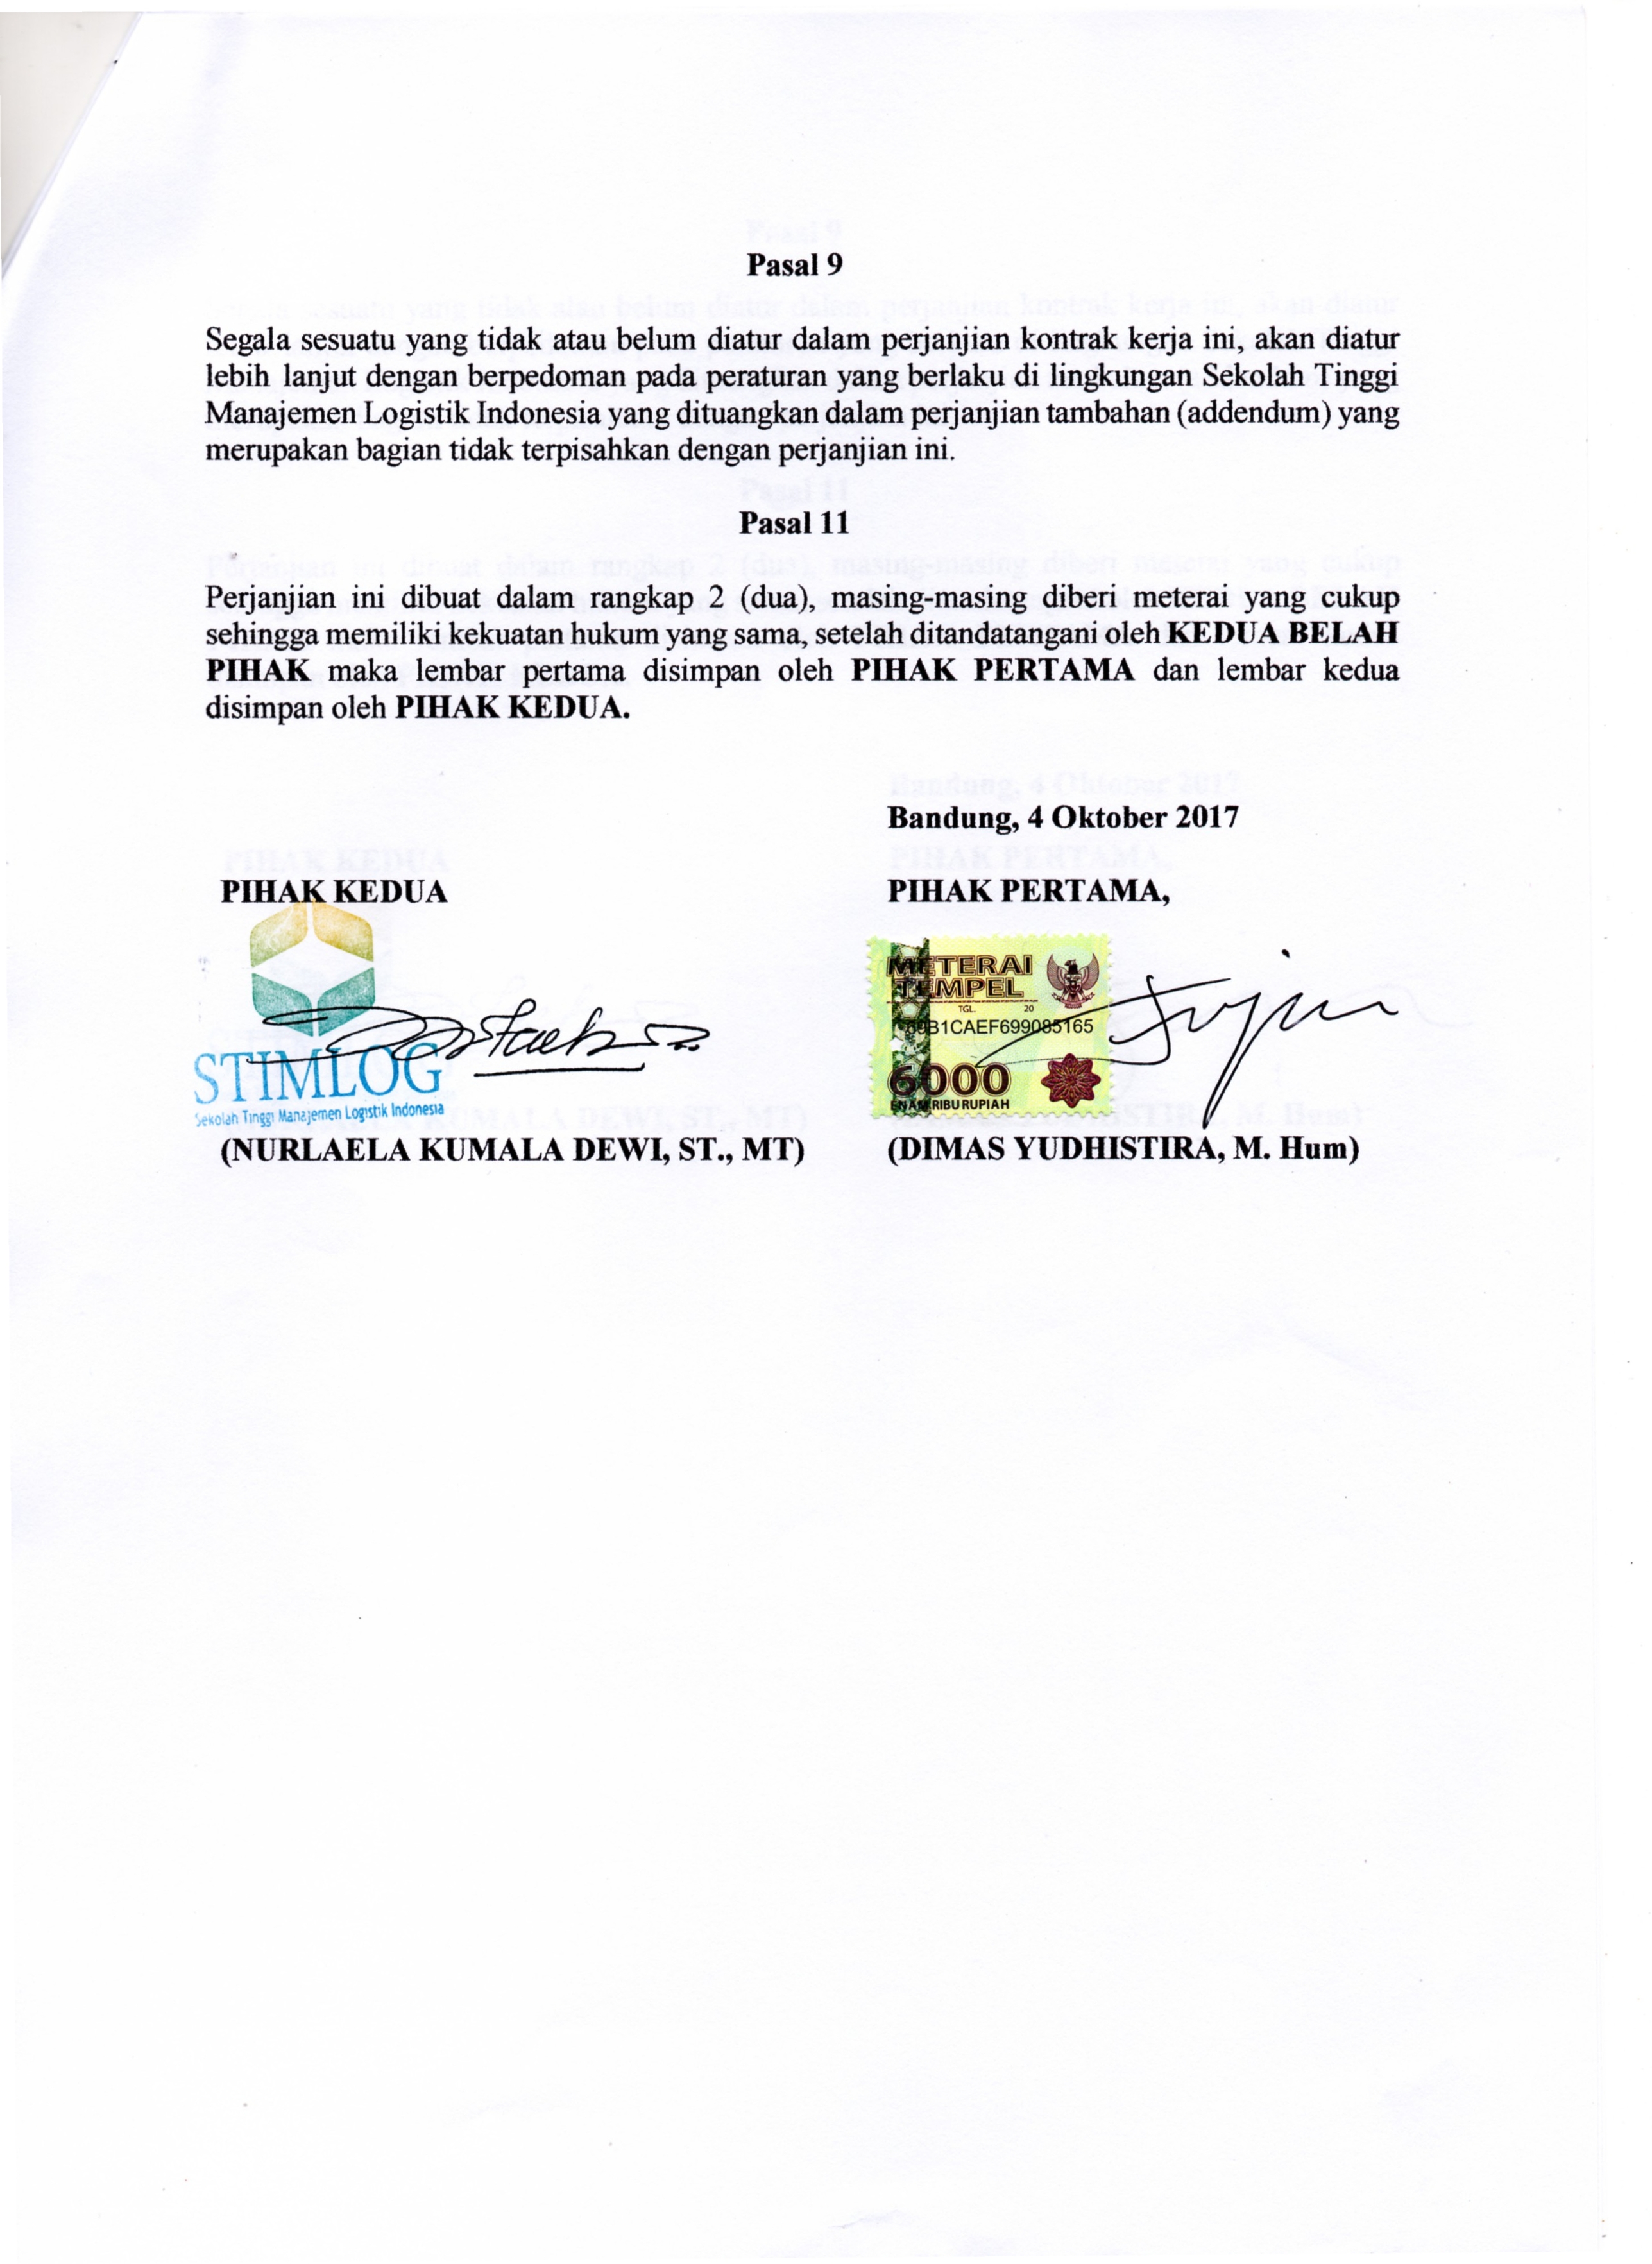 Pasal 9
Segala sesuatu yang tidak atau belum diatur dalam perjanjian kontrak kerja ini, akan diatur
lebih lanjut dengan berpedoman pada peraturan yang berlaku di lingkungan Sekolah Tinggi
Manajemen Logistik Indonesia yang dituangkan dalam perjanjian tambahan (addendum) yang
merupakan bagian tidak terpisahkan dengan perjanjian ini.
Pasal 11
Perjanjian ini dibuat dalam rangkap 2 (dua), masing-masing diberi meterai yang cukup
sehingga memiliki kekuatan hukum yang sama, setelah ditandatangani oleh KEDUA BELAH
PIHAK maka lembar pertama disimpan oleh PIHAK PERTAMA dan lembar kedua
disimpan oleh PIHAK KEDUA.
Bandung, 4 Oktober 2017
PIHAK KEDUA
PIHAK PERTAMA,
STIMLOG
Sekolah Tinggi Manajemen Logistik Indonesia
METERAI
TEMPEL
TGL. 20
6000
ENAM RIBU RUPIAH
(NURLAELA KUMALA DEWI, ST., MT)
(DIMAS YUDHISTIRA, M. Hum)